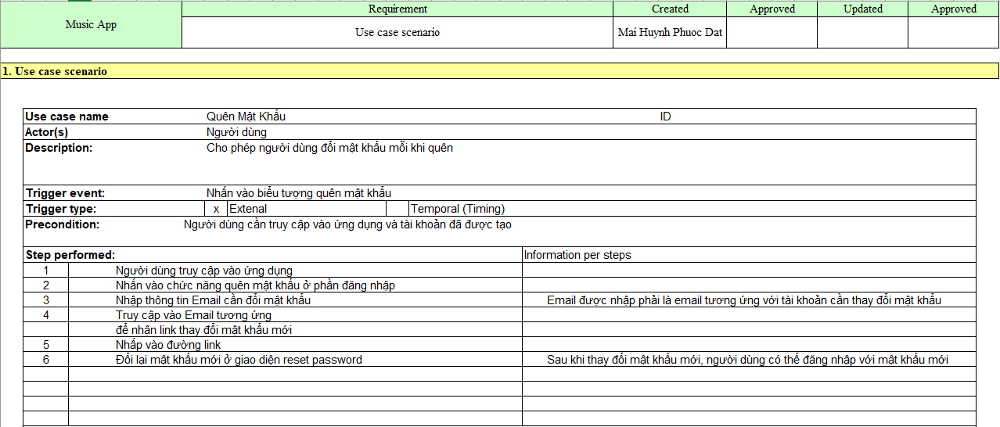 Music App
Requirement
Created
Approved
Updated
Approved
Use case scenario
Mai Huynh Phuoc Dat
1. Use case scenario
Use case name
Quên Mật Khẩu
ID
Actor(s)
Người dùng
Description:
Cho phép người dùng đổi mật khẩu mỗi khi quên
Trigger event:
Nhấn vào biểu tượng quên mật khẩu
Trigger type:
x
Extenal
Temporal (Timing)
Precondition:
Người dùng cần truy cập vào ứng dụng và tài khoản đã được tạo
Step performed:
Information per steps
1
Người dùng truy cập vào ứng dụng
2
Nhấn vào chức năng quên mật khẩu ở phần đăng nhập
3
Nhập thông tin Email cần đổi mật khẩu
Email được nhập phải là email tương ứng với tài khoản cần thay đổi mật khẩu
4
Truy cập vào Email tương ứng
để nhận link thay đổi mật khẩu mới
5
Nhấp vào đường link
6
Đổi lại mật khẩu mới ở giao diện reset password
Sau khi thay đổi mật khẩu mới, người dùng có thể đăng nhập với mật khẩu mới